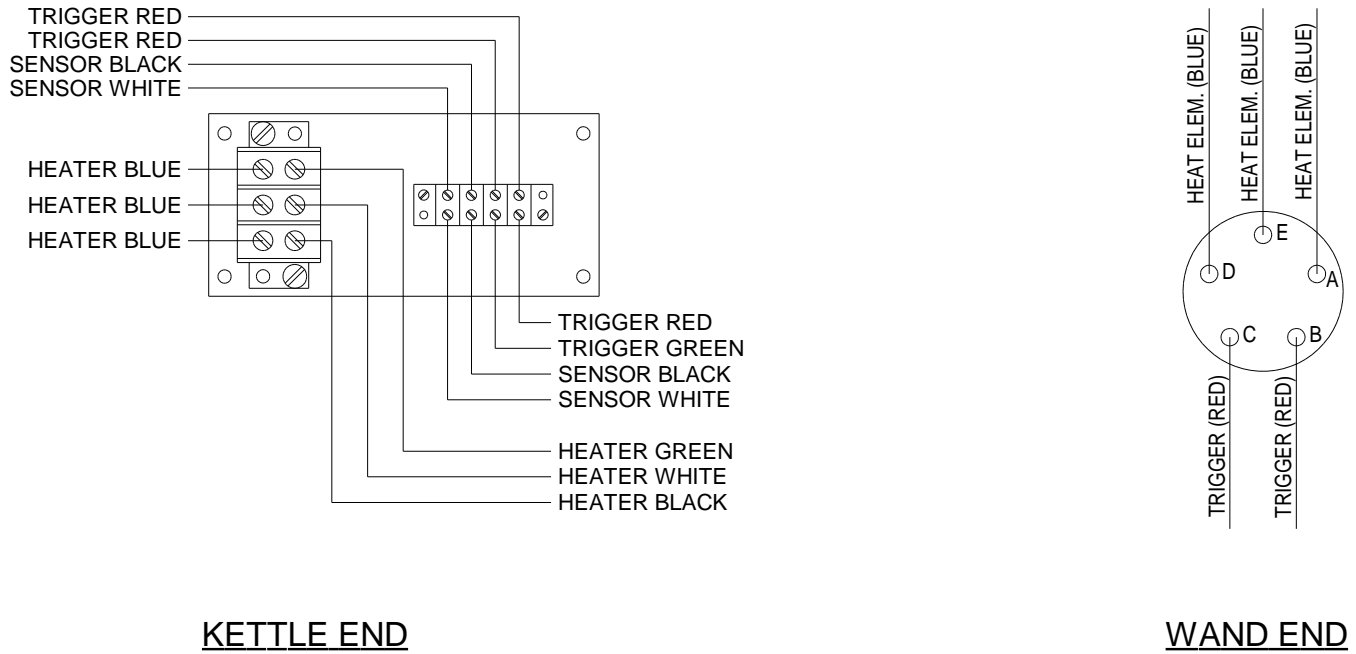 TRIGGER RED
TRIGGER RED
SENSOR BLACK
SENSOR WHITE
HEATER BLUE
HEATER BLUE
HEATER BLUE
TRIGGER RED
TRIGGER GREEN
SENSOR BLACK
SENSOR WHITE
HEATER GREEN
HEATER WHITE
HEATER BLACK
KETTLE END
HEAT ELEM. (BLUE)
HEAT ELEM. (BLUE)
HEAT ELEM. (BLUE)
E
D
A
C
B
TRIGGER (RED)
TRIGGER (RED)
WAND END